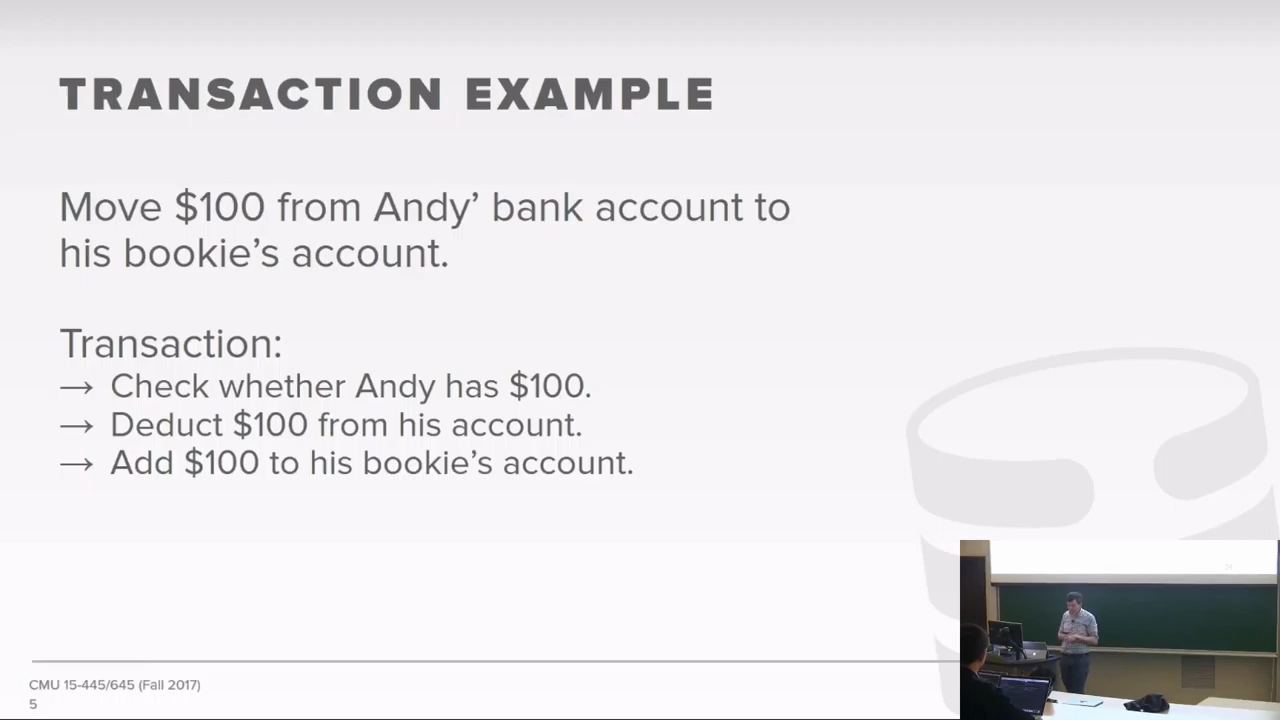 TRANSACTION EXAMPLE
Move $100 from Andy’ bank account to
his bookie’s account.
Transaction:
→ Check whether Andy has $100.
→ Deduct $100 from his account.
→ Add $100 to his bookie’s account.
CMU 15-445/645 (Fall 2017)
5